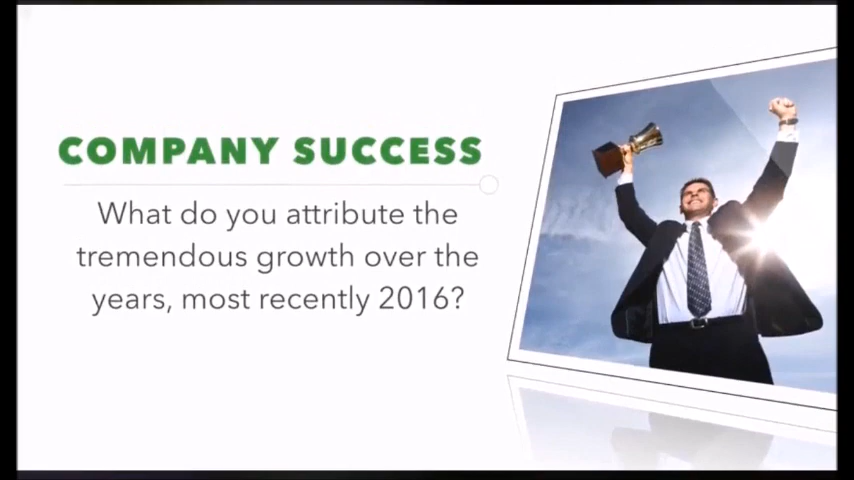 COMPANY SUCCESS
What do you attribute the
tremendous growth over the
years, most recently 2016?